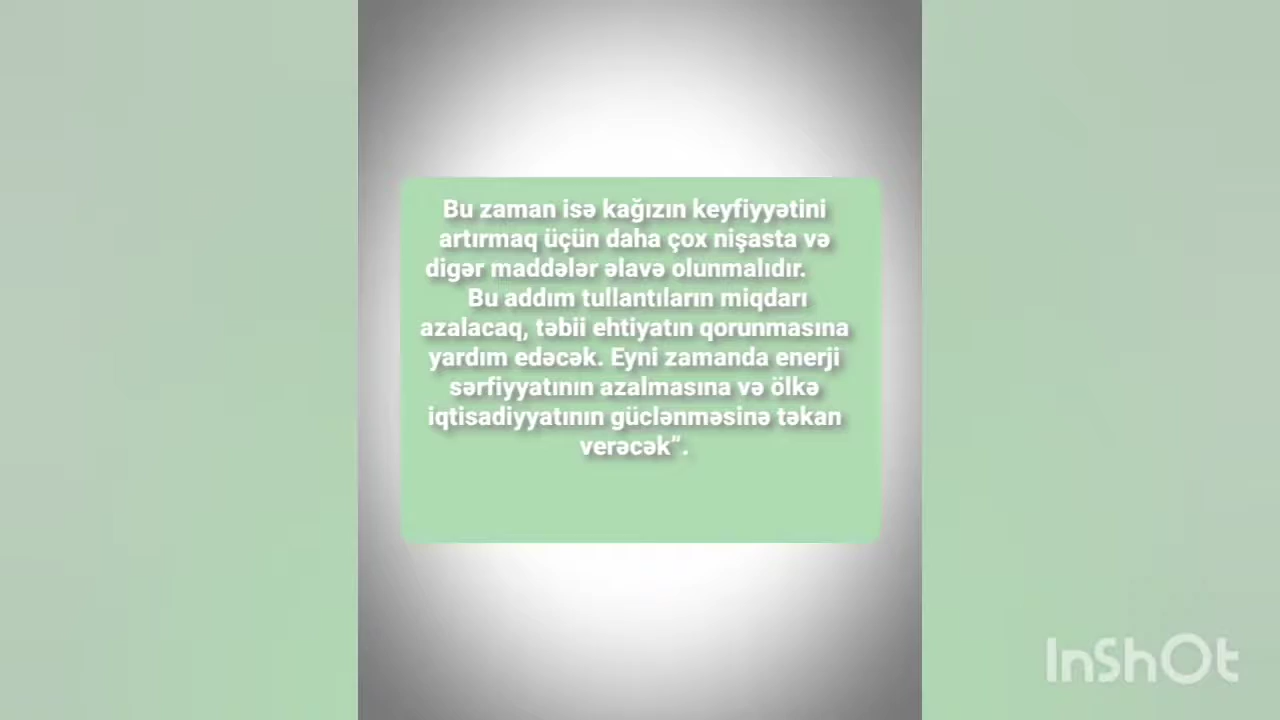 Bu zaman isə kağızın keyfiyyətini
artırmaq üçün daha çox nişasta və
digər maddələr əlavə olunmalıdır.
Bu addım tullantıların miqdarı
azalacaq, təbii ehtiyatın qorunmasına
yardım edəcək. Eyni zamanda enerji
sərfiyyatının azalmasına və ölkə
iqtisadiyyatının güclənməsinə təkan
verəcək”.
InShOt